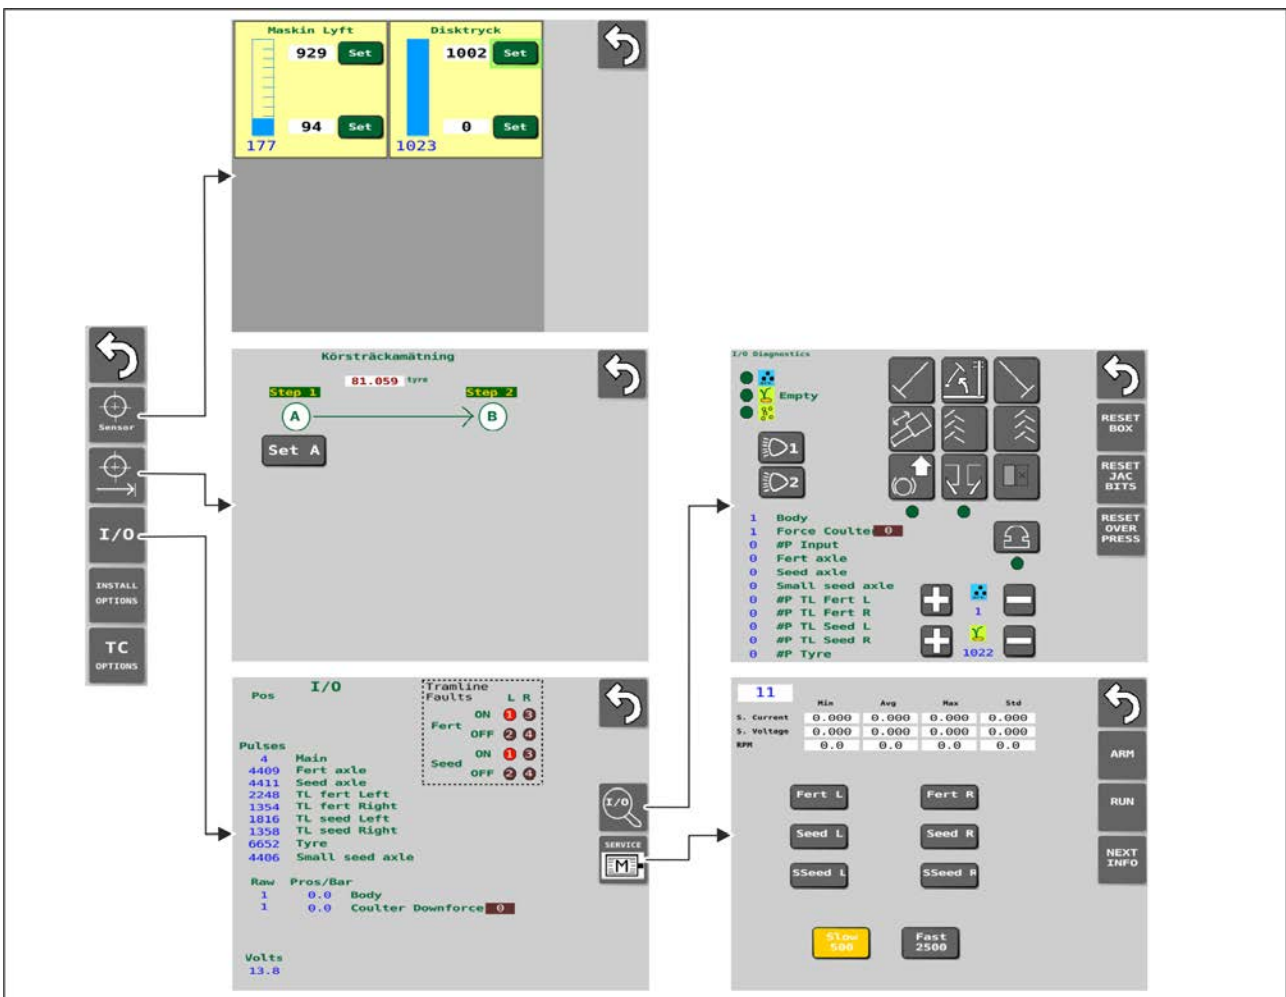 Maskin Lyft
929 Set
94 Set
177
Disktryck
1002 Set
0 Set
1023
Sensor
I/O
INSTALL
OPTIONS
TC
OPTIONS
Körsträckamätning
81.059 tyre
Step 1 Step 2
A B
Set A
I/O
Pos
Tramline
Faults L R
Fert ON 1 3
OFF 2 4
Seed ON 1 3
OFF 2 4
Pulses
4 Main
4409 Fert axle
4411 Seed axle
2248 TL fert Left
1354 TL fert Right
1816 TL seed Left
1358 TL seed Right
6652 Tyre
4406 Small seed axle
Raw Pros/Bar
1 0.0 Body
1 0.0 Coulter Downforce 0
Volts
13.8
I/O
SERVICE
M
I/O Diagnostics
Empty
1
2
1 Body
1 Force Coulte 0
0 #P Input
0 Fert axle
0 Seed axle
0 Small seed axle
0 #P TL Fert L
0 #P TL Fert R
0 #P TL Seed L
0 #P TL Seed R
0 #P Tyre
1
1022
RESET
BOX
RESET
JAC
BITS
RESET
OVER
PRESS
11
Min Avg Max Std
S. Current 0.000 0.000 0.000 0.000
S. Voltage 0.000 0.000 0.000 0.000
RPM 0.0 0.0 0.0 0.0
Fert L Fert R
Seed L Seed R
SSeed L SSeed R
Slow
500
Fast
2500
ARM
RUN
NEXT
INFO